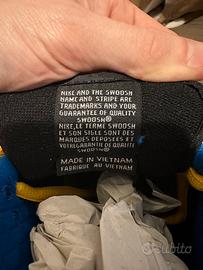 NIKE AND THE SWOOSH
NAME AND STRIPE ARE
TRADEMARKS AND YOUR
GUARANTEE OF QUALITY
SWOOSH®
NIKE, LE TERME SWOOSH
ET SON SIGLE SONT DES
MARQUES DEPOSEES ET
VOTRE GARANTIE DE QUALITY
SWOOSH®
MADE IN VIETNAM
FABRIQUE AU VIETNAM
subito